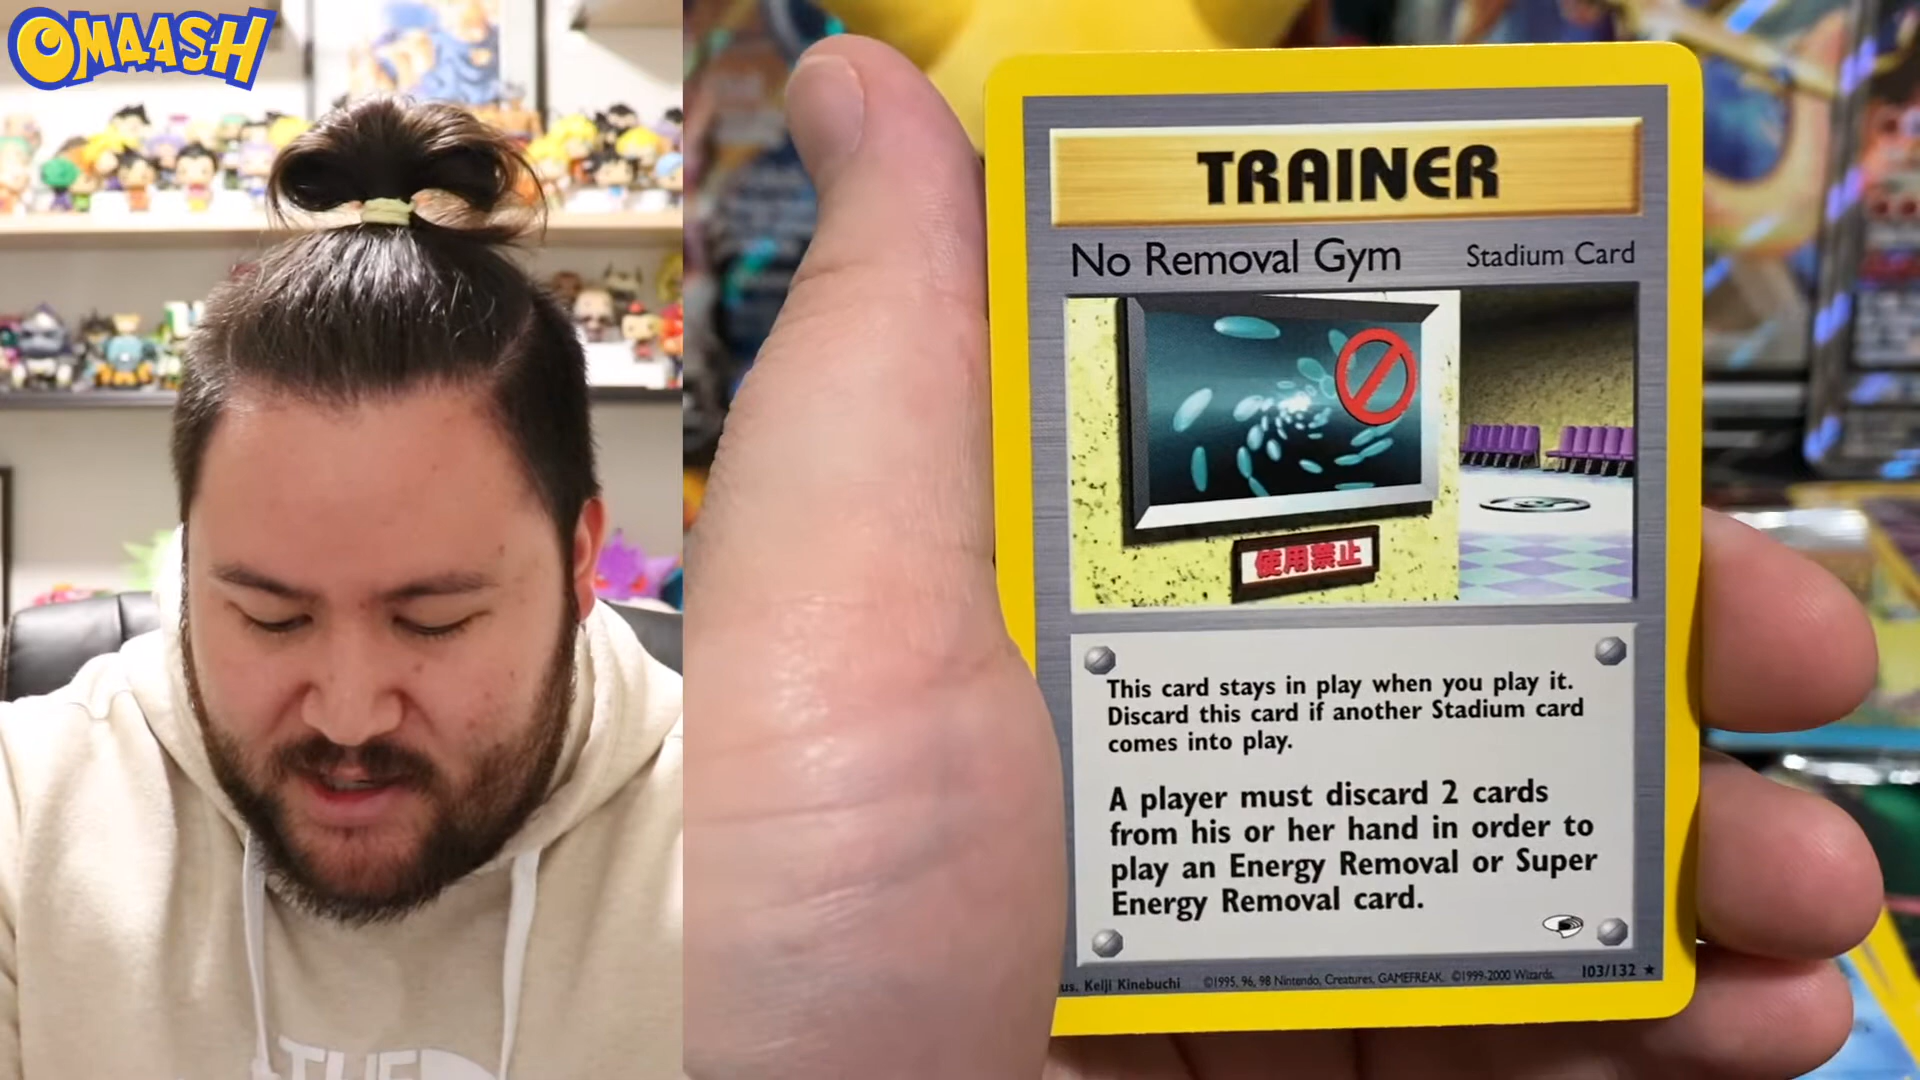 OMAASH
TRAINER
No Removal Gym
Stadium Card
使用禁止
This card stays in play when you play it.
Discard this card if another Stadium card
comes into play.
A player must discard 2 cards
from his or her hand in order to
play an Energy Removal or Super
Energy Removal card.
us. Keiji Kinebuchi ©1995, 96, 98 Nintendo, Creatures, GAMEFREAK. ©1999-2000 Wizards. 103/132 ★
THE